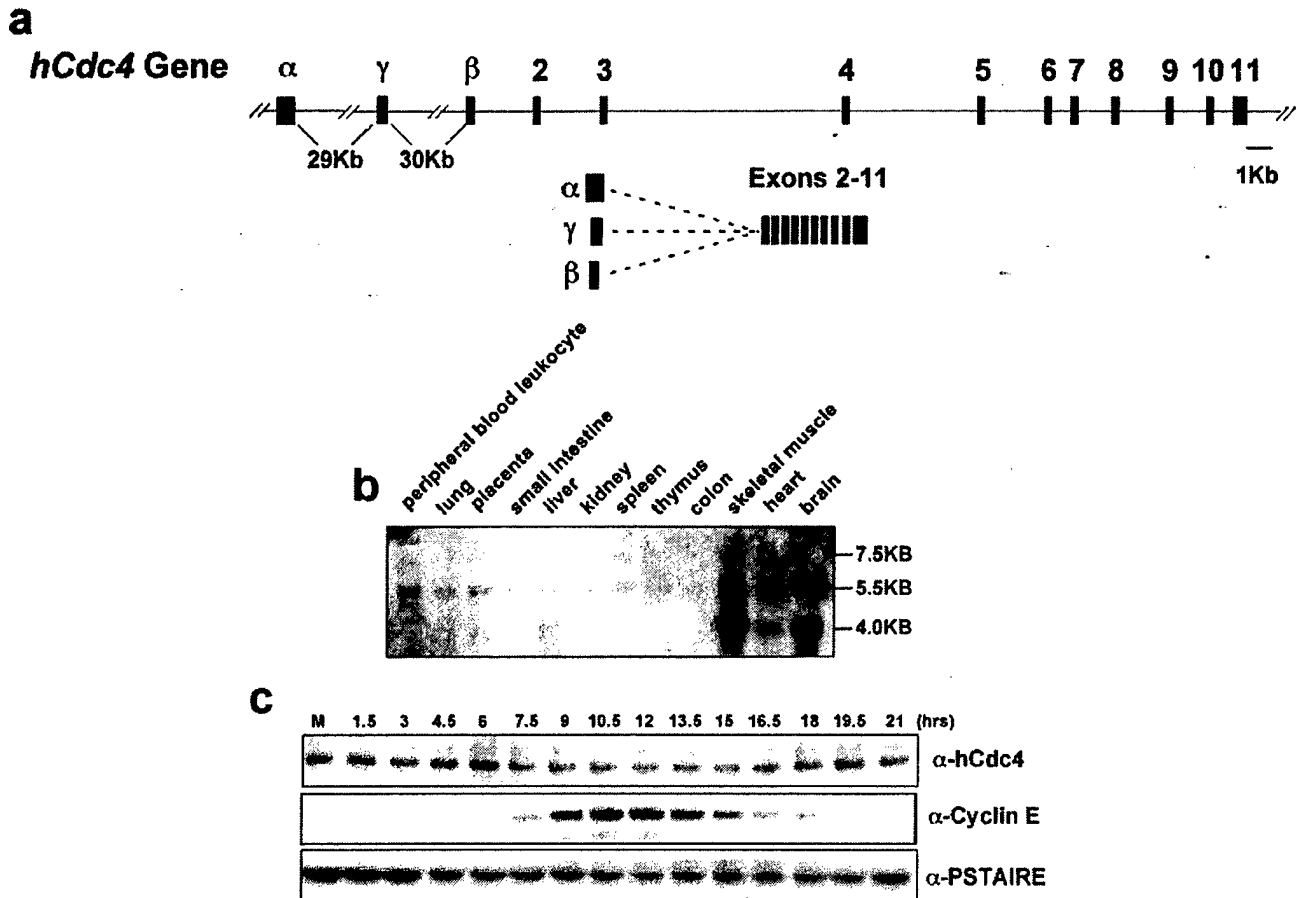 a
hCdc4 Gene α γ β 2 3 4 5 6 7 8 9 10 11
29Kb 30Kb 1Kb
Exons 2-11
α
γ
β
b
peripheral blood leukocyte
lung
placenta
small intestine
liver
kidney
spleen
thymus
colon
skeletal muscle
heart
brain
7.5KB
5.5KB
4.0KB
c
M 1.5 3 4.5 6 7.5 9 10.5 12 13.5 15 16.5 18 19.5 21 (hrs)
α-hCdc4
α-Cyclin E
α-PSTAIRE